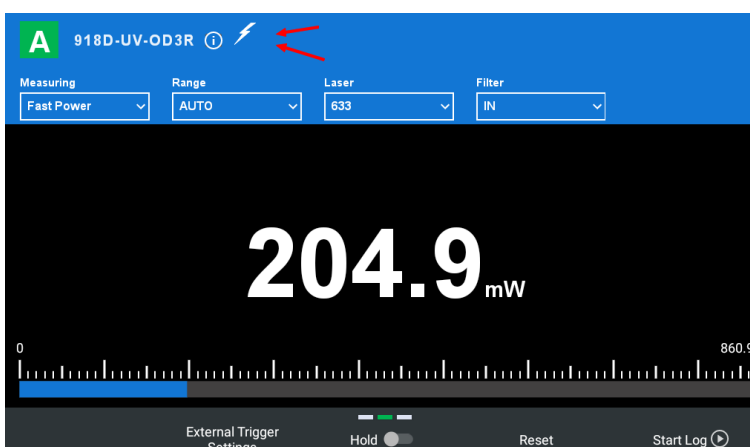 A 918D-UV-OD3R i
Measuring Range Laser Filter
Fast Power AUTO 633 IN
204.9 mW
0 860.9
External Trigger
Settings Hold Reset Start Log